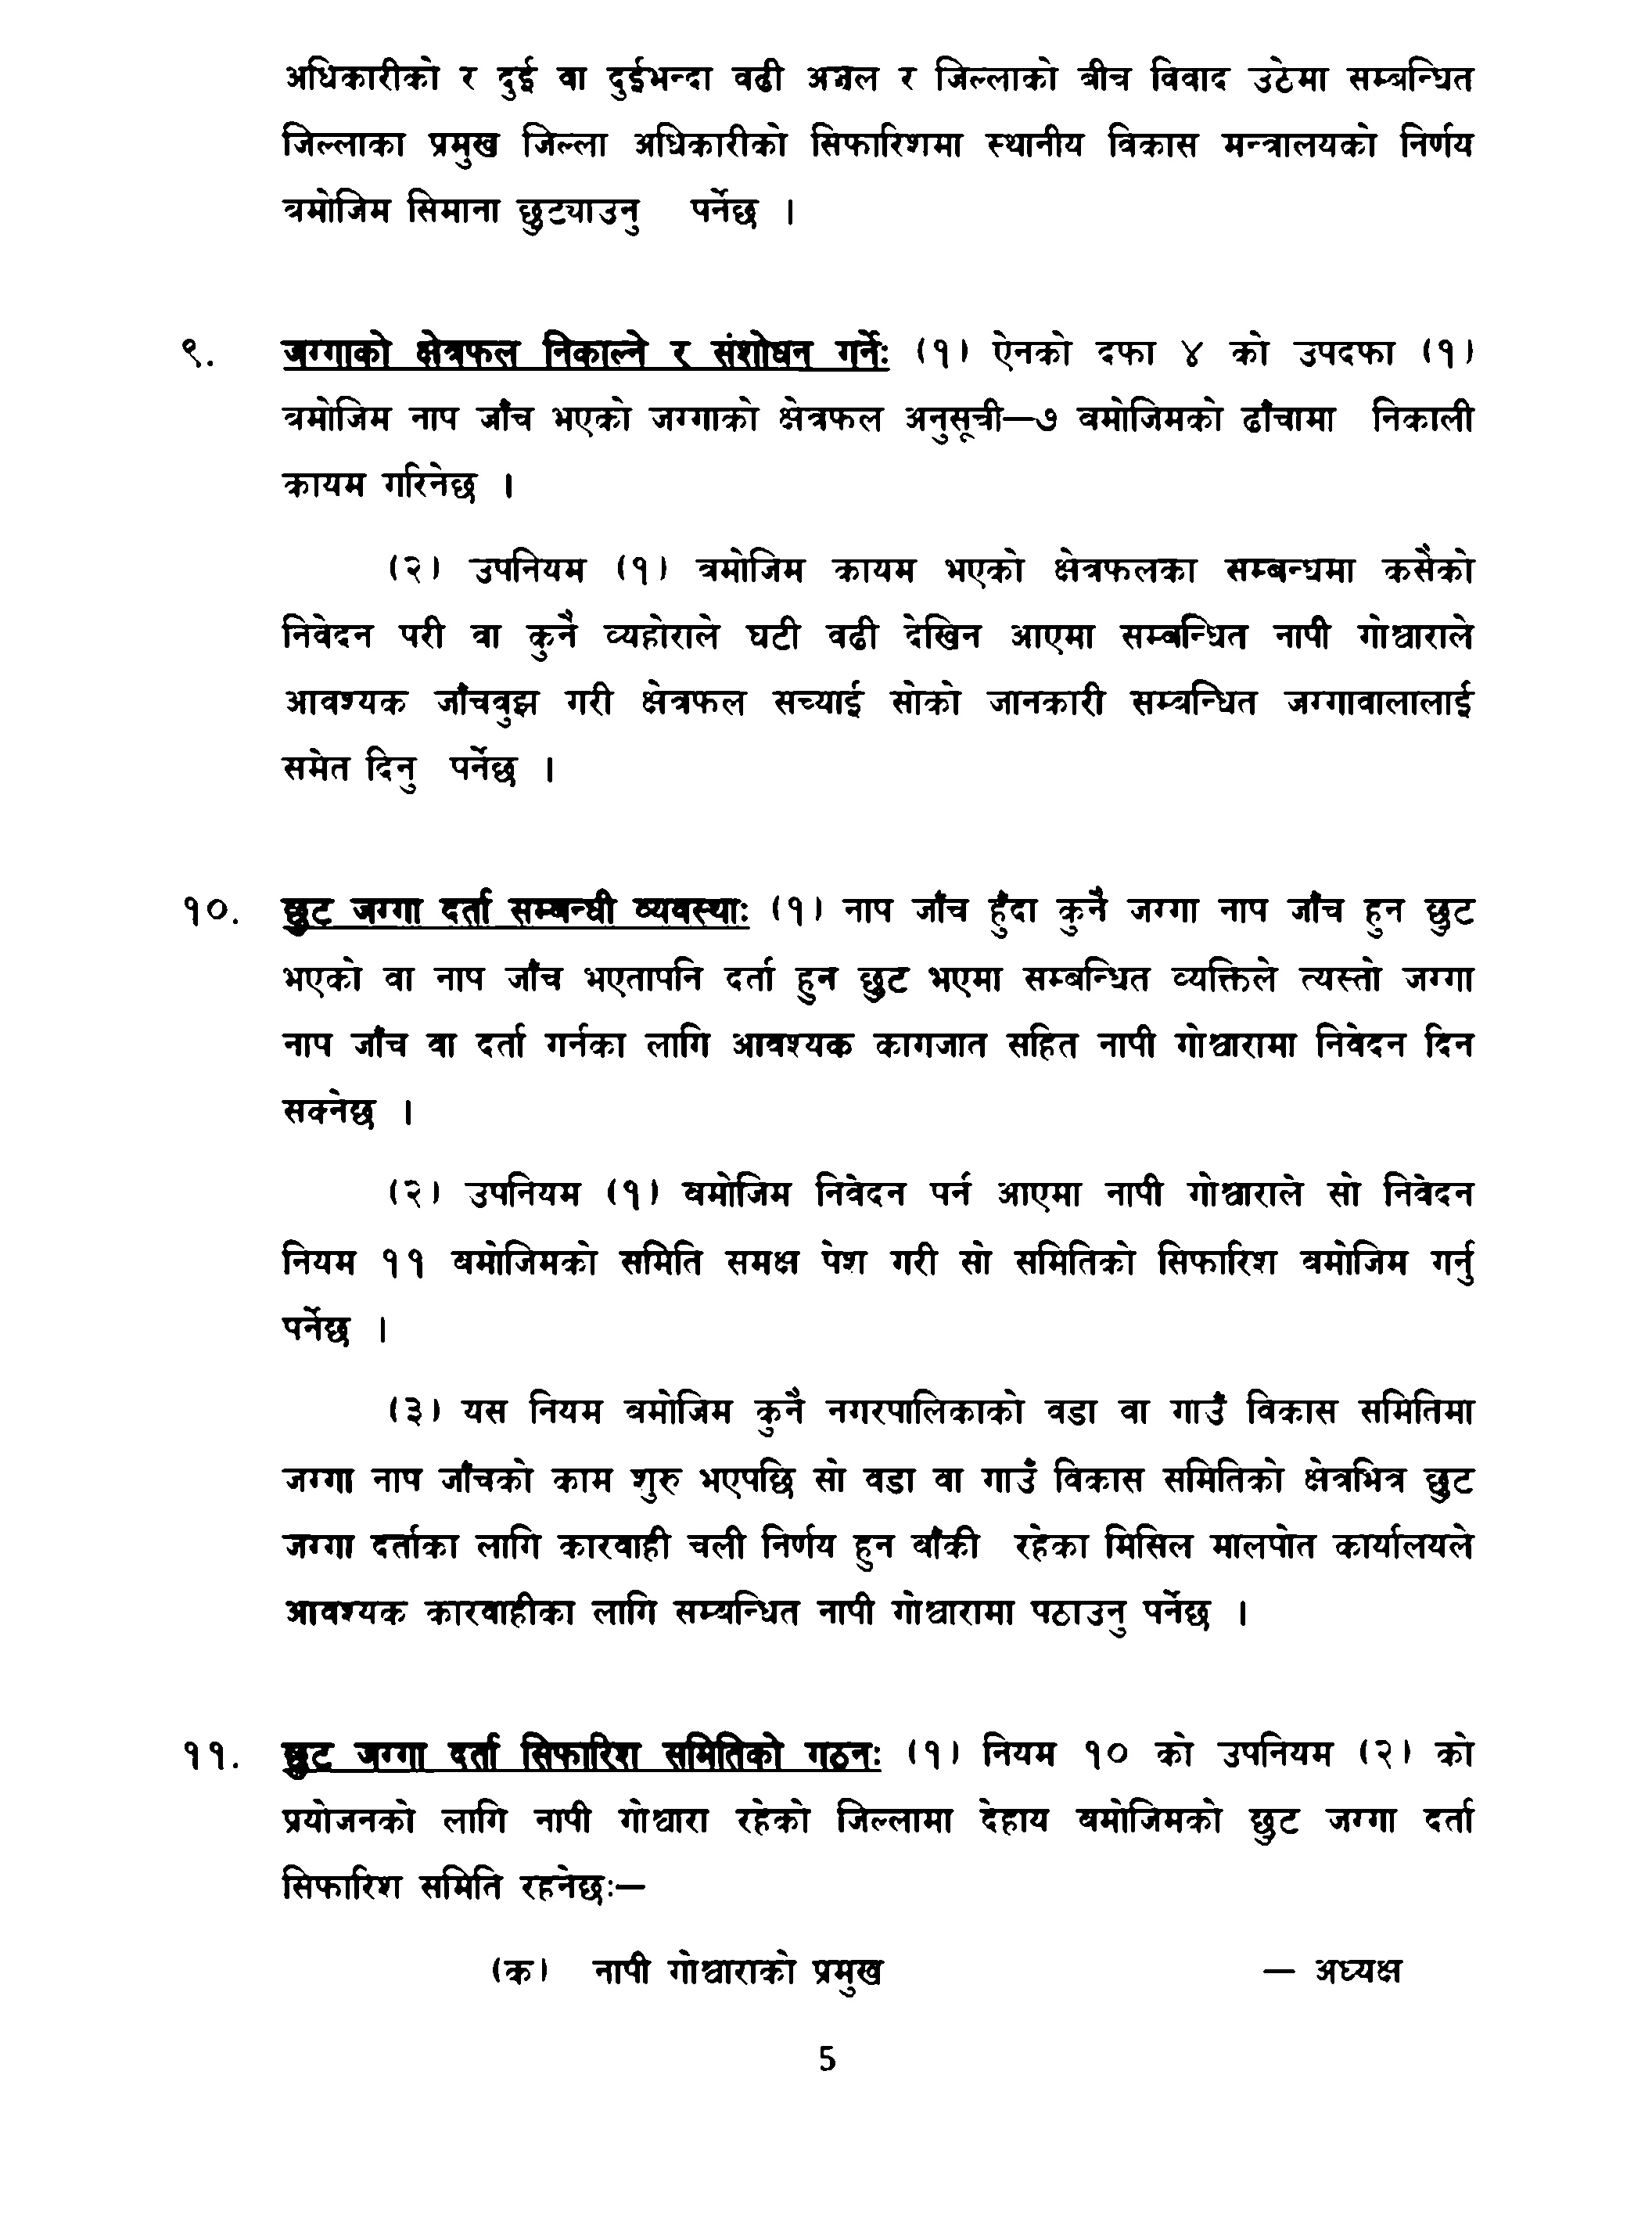 अधिकारीको र दुई वा दुईभन्दा वढी अञ्चल र जिल्लाको बीच विवाद उठेमा सम्बन्धित
जिल्लाका प्रमुख जिल्ला अधिकारीको सिफारिशमा स्थानीय विकास मन्त्रालयको निर्णय
बमोजिम सिमाना छुट्याउनु पर्नेछ ।
९. जग्गाको क्षेत्रफल निकाल्ने र संशोधन गर्नेः (१) ऐनको दफा ४ को उपदफा (१)
बमोजिम नाप जाँच भएको जग्गाको क्षेत्रफल अनुसूची—७ बमोजिमको ढाँचामा निकाली
कायम गरिनेछ ।
(२) उपनियम (१) बमोजिम कायम भएको क्षेत्रफलका सम्बन्धमा कसैको
निवेदन परी वा कुनै व्यहोराले घटी वढी देखिन आएमा सम्बन्धित नापी गोश्वाराले
आवश्यक जाँचवुझ गरी क्षेत्रफल सच्याई सोको जानकारी सम्बन्धित जग्गावालालाई
समेत दिनु पर्नेछ ।
१०. छुट जग्गा दर्ता सम्बन्धी व्यवस्थाः (१) नाप जाँच हुँदा कुनै जग्गा नाप जाँच हुन छुट
भएको वा नाप जाँच भएतापनि दर्ता हुन छुट भएमा सम्बन्धित व्यक्तिले त्यस्तो जग्गा
नाप जाँच वा दर्ता गर्नका लागि आवश्यक कागजात सहित नापी गोश्वारामा निवेदन दिन
सक्नेछ ।
(२) उपनियम (१) बमोजिम निवेदन पर्न आएमा नापी गोश्वाराले सो निवेदन
नियम ११ बमोजिमको समिति समक्ष पेश गरी सो समितिको सिफारिश बमोजिम गर्नु
पर्नेछ ।
(३) यस नियम बमोजिम कुनै नगरपालिकाको वडा वा गाउँ विकास समितिमा
जग्गा नाप जाँचको काम शुरु भएपछि सो वडा वा गाउँ विकास समितिको क्षेत्रभित्र छुट
जग्गा दर्ताका लागि कारवाही चली निर्णय हुन बाँकी रहेका मिसिल मालपोत कार्यालयले
आवश्यक कारवाहीका लागि सम्बन्धित नापी गोश्वारामा पठाउनु पर्नेछ ।
११. छुट जग्गा दर्ता सिफारिश समितिको गठनः (१) नियम १० को उपनियम (२) को
प्रयोजनको लागि नापी गोश्वारा रहेको जिल्लामा देहाय बमोजिमको छुट जग्गा दर्ता
सिफारिश समिति रहनेछः—
(क) नापी गोश्वाराको प्रमुख — अध्यक्ष
5